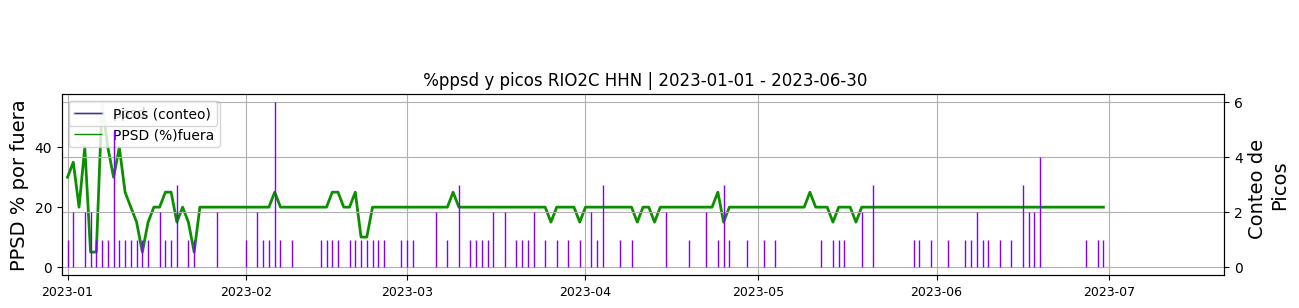 %ppsd y picos RIO2C HHN | 2023-01-01 - 2023-06-30
PPSD % por fuera
40
20
0
Picos (conteo)
PPSD (%)fuera
6
4
2
0
Conteo de
Picos
2023-01
2023-02
2023-03
2023-04
2023-05
2023-06
2023-07